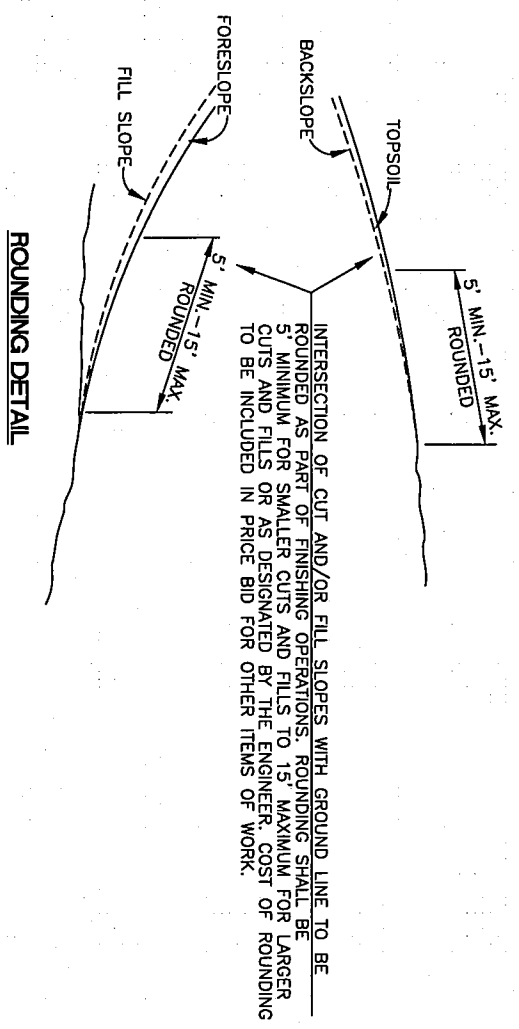 BACKSLOPE
TOPSOIL
5' MIN.-15' MAX.
ROUNDED
INTERSECTION OF CUT AND/OR FILL SLOPES WITH GROUND LINE TO BE
ROUNDED AS PART OF FINISHING OPERATIONS. ROUNDING SHALL BE
5' MINIMUM FOR SMALLER CUTS AND FILLS TO 15' MAXIMUM FOR LARGER
CUTS AND FILLS OR AS DESIGNATED BY THE ENGINEER. COST OF ROUNDING
TO BE INCLUDED IN PRICE BID FOR OTHER ITEMS OF WORK.
FORESLOPE
FILL SLOPE
5' MIN.-15' MAX.
ROUNDED
ROUNDING DETAIL